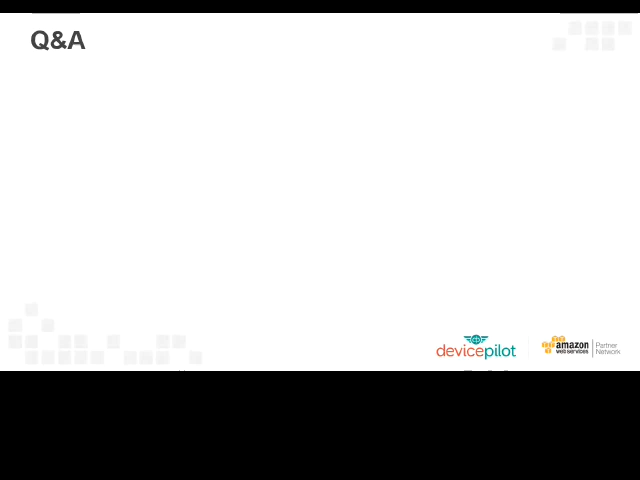 Q&A
devicepilot
amazon
web services
Partner
Network